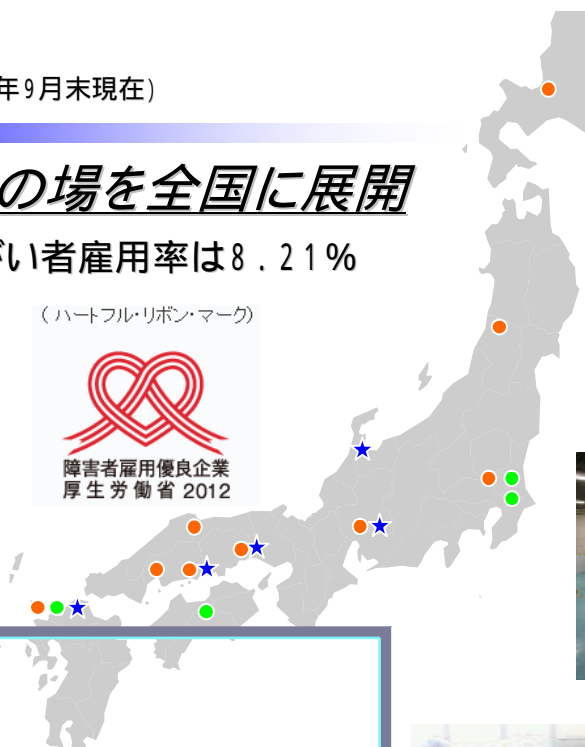 年9月末現在)
の場を全国に展開
がい者雇用率は8.21%
(ハートフル・リボン・マーク)
障害者雇用優良企業
厚生労働省 2012